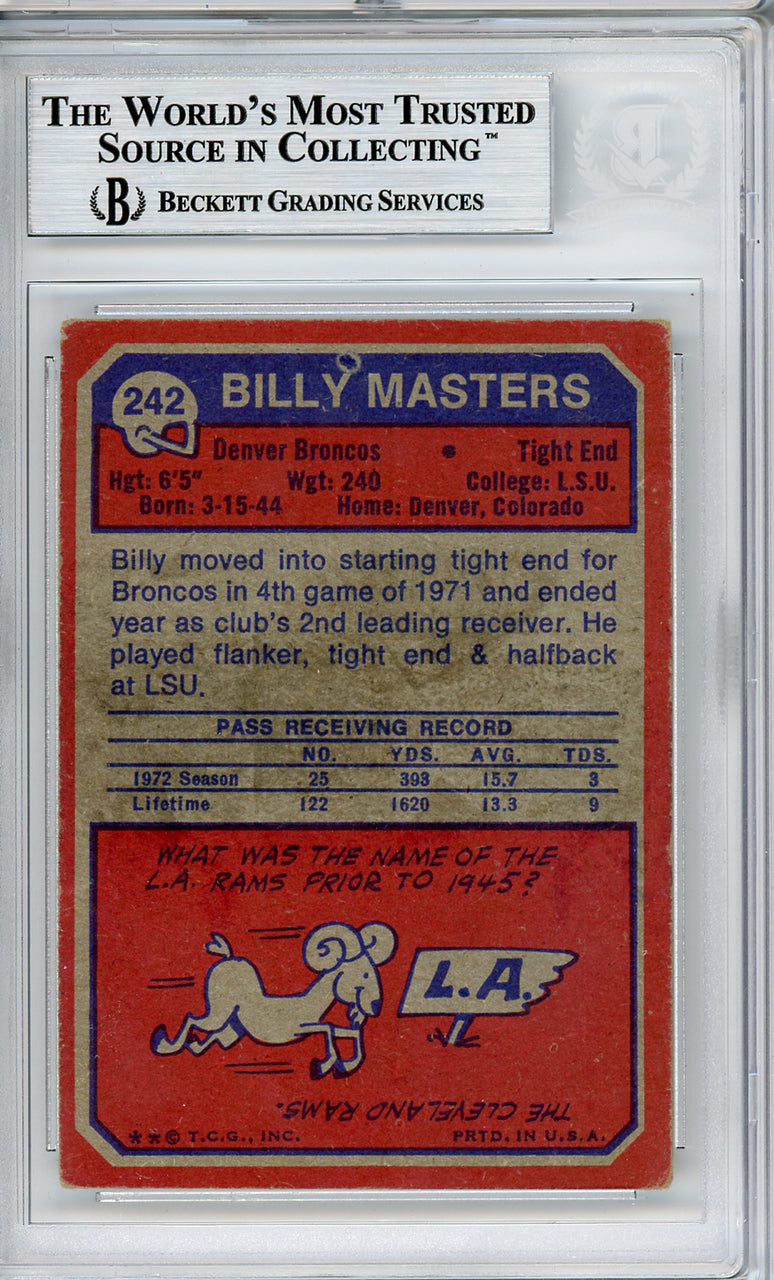 THE WORLD'S MOST TRUSTED
SOURCE IN COLLECTING™
B BECKETT GRADING SERVICES
242 BILLY MASTERS
Denver Broncos • Tight End
Hgt: 6'5" Wgt: 240 College: L.S.U.
Born: 3-15-44 Home: Denver, Colorado
Billy moved into starting tight end for
Broncos in 4th game of 1971 and ended
year as club's 2nd leading receiver. He
played flanker, tight end & halfback
at LSU.
PASS RECEIVING RECORD
NO. YDS. AVG. TDS.
1972 Season 25 393 15.7 3
Lifetime 122 1620 13.3 9
WHAT WAS THE NAME OF THE
L.A. RAMS PRIOR TO 1945?
L.A.
THE CLEVELAND RAMS.
**© T.C.G., INC. PRTD. IN U.S.A.